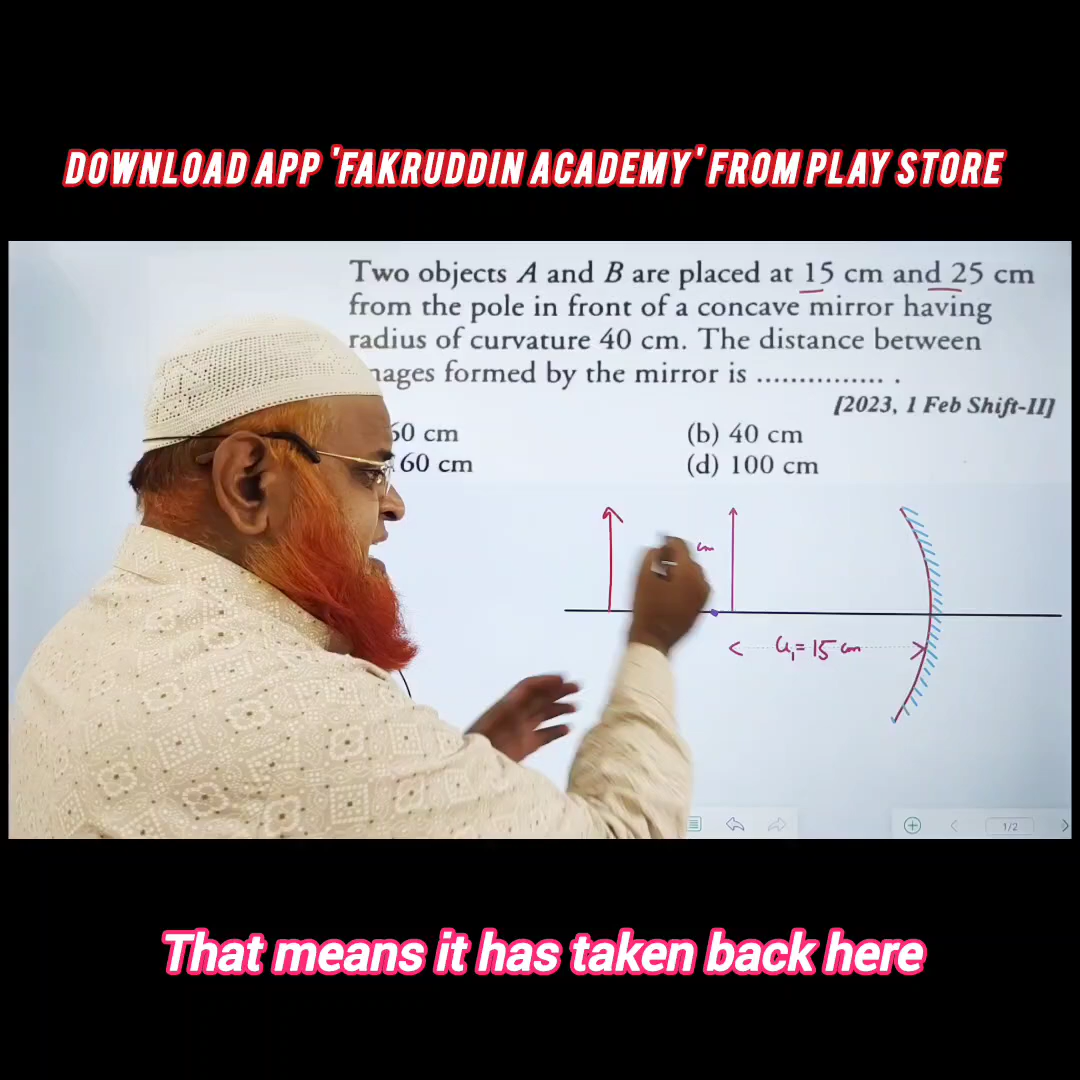 DOWNLOAD APP 'FAKRUDDIN ACADEMY' FROM PLAY STORE
Two objects A and B are placed at 15 cm and 25 cm
from the pole in front of a concave mirror having
radius of curvature 40 cm. The distance between
mages formed by the mirror is ............... .
[2023, 1 Feb Shift-II]
60 cm (b) 40 cm
60 cm (d) 100 cm
cm
< u₁ = 15 cm >
1/2
That means it has taken back here